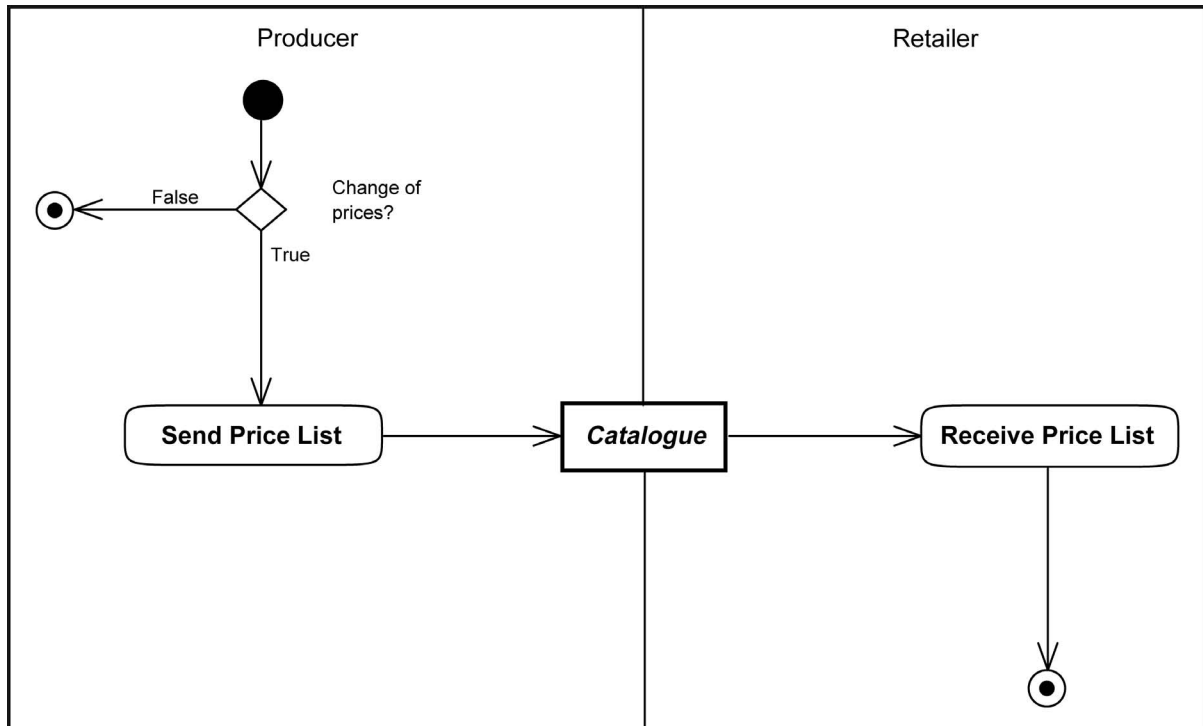 Producer
Retailer
False
Change of
prices?
True
Send Price List
Catalogue
Receive Price List